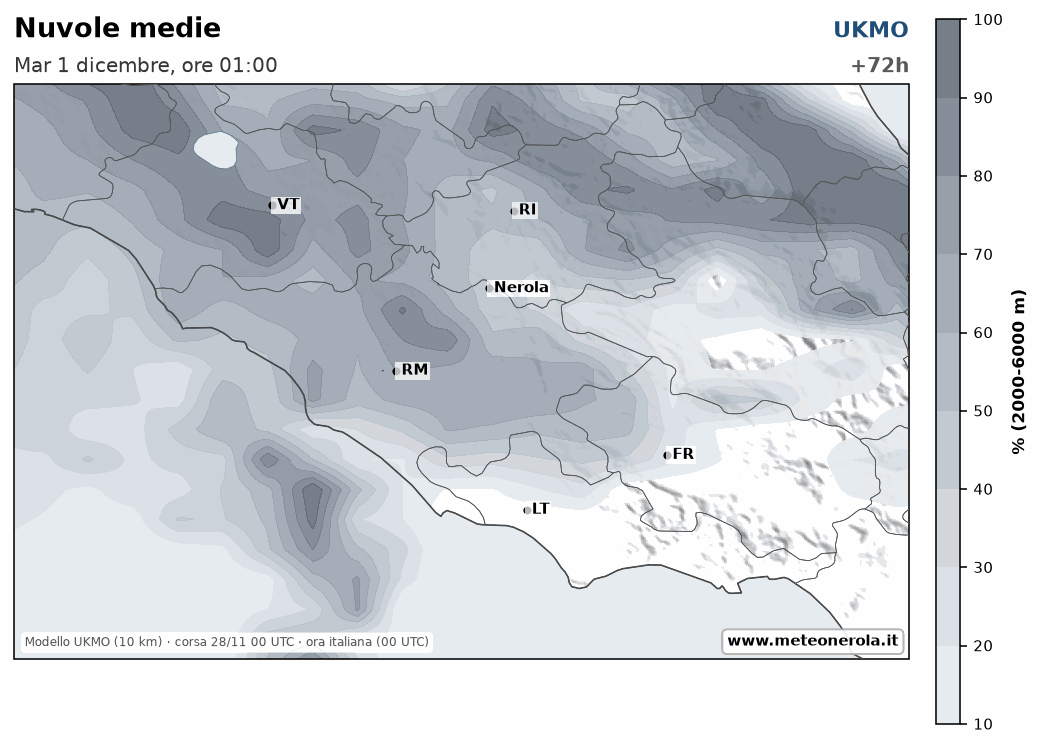 Nuvole medie
UKMO
Mar 1 dicembre, ore 01:00
+72h
100
90
80
70
60
50
40
30
20
10
% (2000-6000 m)
VT
RI
Nerola
RM
FR
LT
Modello UKMO (10 km) · corsa 28/11 00 UTC · ora italiana (00 UTC)
www.meteonerola.it